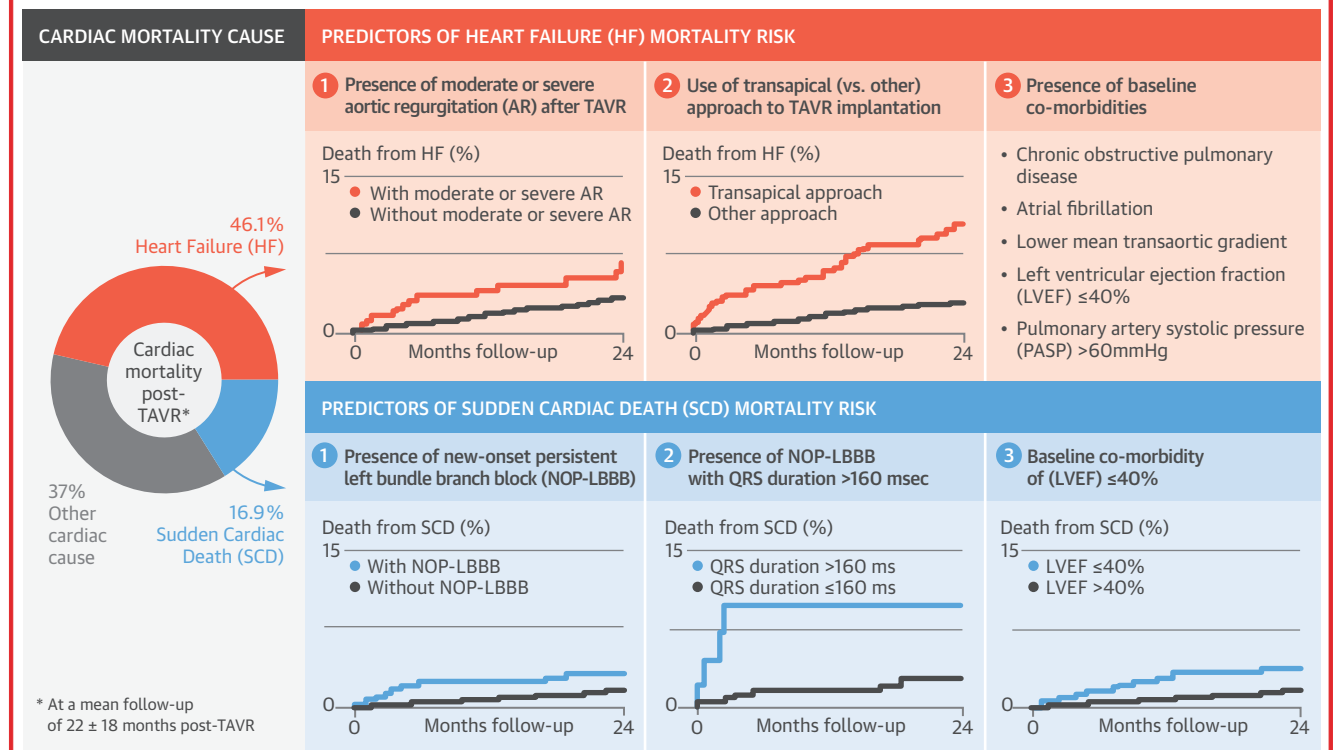 CARDIAC MORTALITY CAUSE
46.1%
Heart Failure (HF)
Cardiac
mortality
post-
TAVR*
37%
Other
cardiac
cause
16.9%
Sudden Cardiac
Death (SCD)
* At a mean follow-up
of 22 ± 18 months post-TAVR
PREDICTORS OF HEART FAILURE (HF) MORTALITY RISK
1 Presence of moderate or severe
aortic regurgitation (AR) after TAVR
Death from HF (%)
15
With moderate or severe AR
Without moderate or severe AR
0
0 Months follow-up 24
2 Use of transapical (vs. other)
approach to TAVR implantation
Death from HF (%)
15
Transapical approach
Other approach
0
0 Months follow-up 24
3 Presence of baseline
co-morbidities
• Chronic obstructive pulmonary
disease
• Atrial fibrillation
• Lower mean transaortic gradient
• Left ventricular ejection fraction
(LVEF) ≤40%
• Pulmonary artery systolic pressure
(PASP) >60mmHg
PREDICTORS OF SUDDEN CARDIAC DEATH (SCD) MORTALITY RISK
1 Presence of new-onset persistent
left bundle branch block (NOP-LBBB)
Death from SCD (%)
15
With NOP-LBBB
Without NOP-LBBB
0
0 Months follow-up 24
2 Presence of NOP-LBBB
with QRS duration >160 msec
Death from SCD (%)
15
QRS duration >160 ms
QRS duration ≤160 ms
0
0 Months follow-up 24
3 Baseline co-morbidity
of (LVEF) ≤40%
Death from SCD (%)
15
LVEF ≤40%
LVEF >40%
0
0 Months follow-up 24